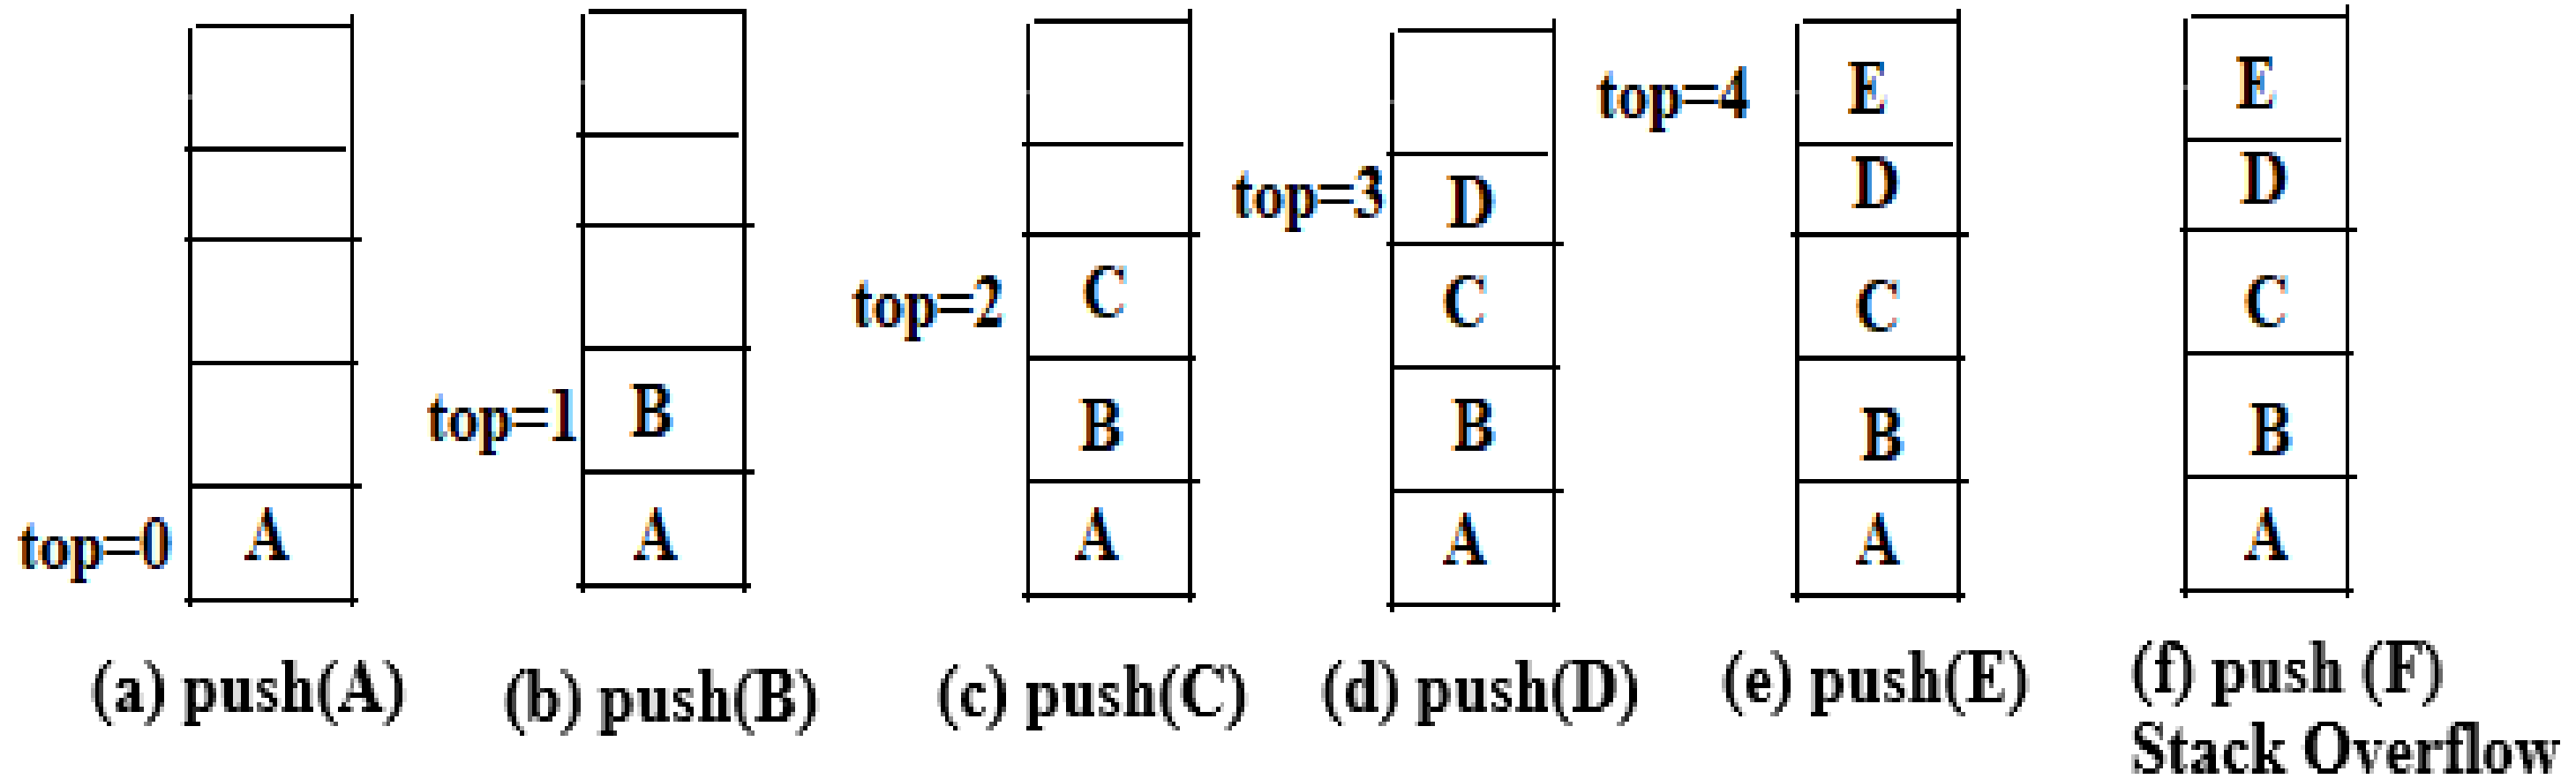 top=0
A
(a) push(A)
top=1
B
A
(b) push(B)
top=2
C
B
A
(c) push(C)
top=3
D
C
B
A
(d) push(D)
top=4
E
D
C
B
A
(e) push(E)
E
D
C
B
A
(f) push (F)
Stack Overflow